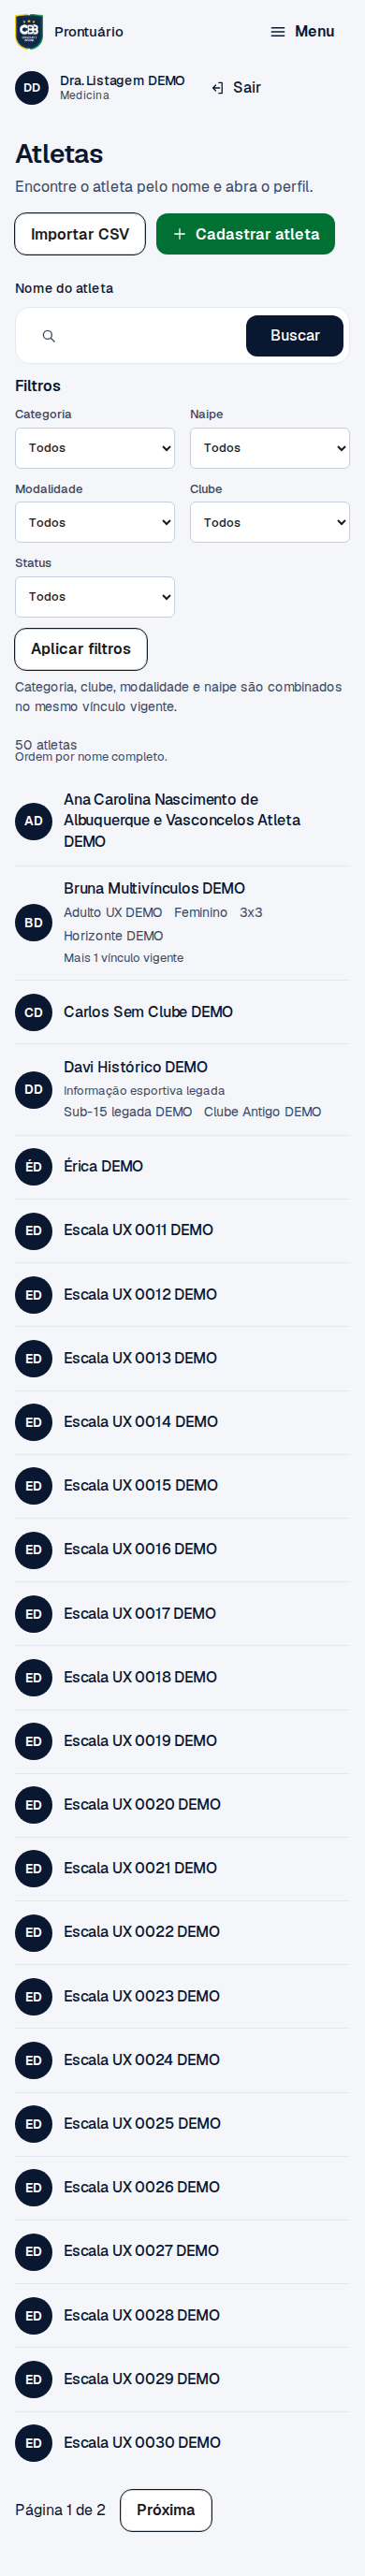 CBB
Prontuário
Menu
DD
Dra. Listagem DEMO
Medicina
Sair
Atletas
Encontre o atleta pelo nome e abra o perfil.
Importar CSV
Cadastrar atleta
Nome do atleta
Buscar
Filtros
Categoria
Naipe
Todos
Todos
Modalidade
Clube
Todos
Todos
Status
Todos
Aplicar filtros
Categoria, clube, modalidade e naipe são combinados
no mesmo vínculo vigente.
50 atletas
Ordem por nome completo.
AD
Ana Carolina Nascimento de
Albuquerque e Vasconcelos Atleta
DEMO
BD
Bruna Multivínculos DEMO
Adulto UX DEMO Feminino 3x3
Horizonte DEMO
Mais 1 vínculo vigente
CD
Carlos Sem Clube DEMO
DD
Davi Histórico DEMO
Informação esportiva legada
Sub-15 legada DEMO Clube Antigo DEMO
ÉD
Érica DEMO
ED
Escala UX 0011 DEMO
ED
Escala UX 0012 DEMO
ED
Escala UX 0013 DEMO
ED
Escala UX 0014 DEMO
ED
Escala UX 0015 DEMO
ED
Escala UX 0016 DEMO
ED
Escala UX 0017 DEMO
ED
Escala UX 0018 DEMO
ED
Escala UX 0019 DEMO
ED
Escala UX 0020 DEMO
ED
Escala UX 0021 DEMO
ED
Escala UX 0022 DEMO
ED
Escala UX 0023 DEMO
ED
Escala UX 0024 DEMO
ED
Escala UX 0025 DEMO
ED
Escala UX 0026 DEMO
ED
Escala UX 0027 DEMO
ED
Escala UX 0028 DEMO
ED
Escala UX 0029 DEMO
ED
Escala UX 0030 DEMO
Página 1 de 2
Próxima